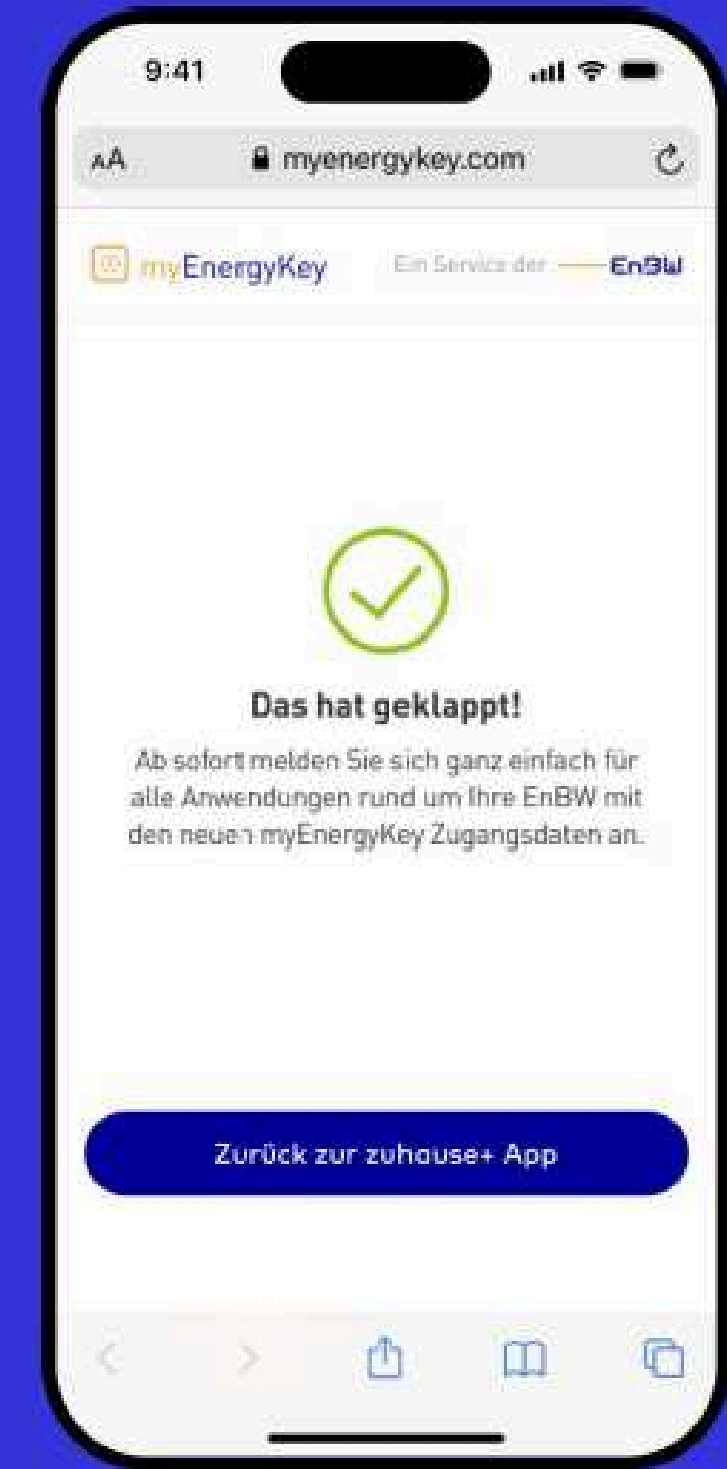 9:41
AA myenergykey.com
myEnergyKey Ein Service der EnBW
Das hat geklappt!
Ab sofort melden Sie sich ganz einfach für
alle Anwendungen rund um Ihre EnBW mit
den neuen myEnergyKey Zugangsdaten an.
Zurück zur zuhause+ App